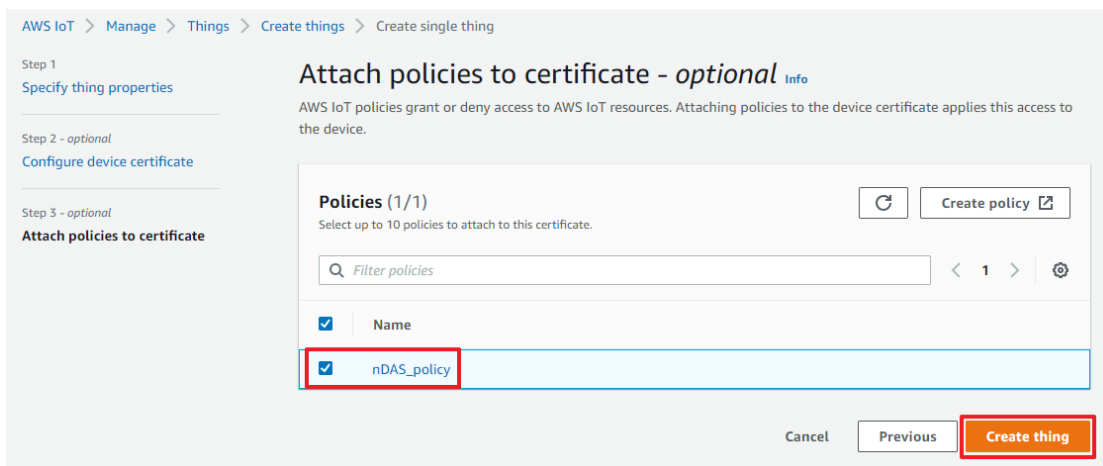 AWS IoT > Manage > Things > Create things > Create single thing
Step 1
Specify thing properties
Step 2 - optional
Configure device certificate
Step 3 - optional
Attach policies to certificate
Attach policies to certificate - optional Info
AWS IoT policies grant or deny access to AWS IoT resources. Attaching policies to the device certificate applies this access to
the device.
Policies (1/1)
Select up to 10 policies to attach to this certificate.
Create policy
Filter policies
< 1 >
Name
nDAS_policy
Cancel
Previous
Create thing